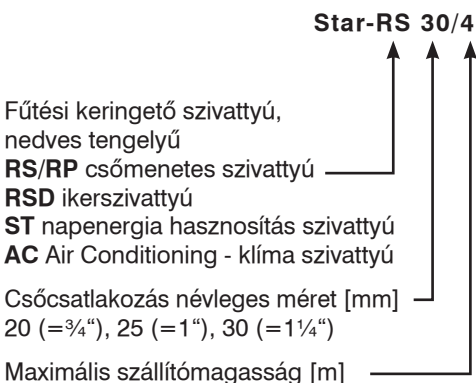 Star-RS 30/4
Fűtési keringető szivattyú,
nedves tengelyű
RS/RP csőmenetes szivattyú
RSD ikerszivattyú
ST napenergia hasznosítás szivattyú
AC Air Conditioning - klíma szivattyú
Csőcsatlakozás névleges méret [mm]
20 (=¾“), 25 (=1“), 30 (=1¼“)
Maximális szállítómagasság [m]